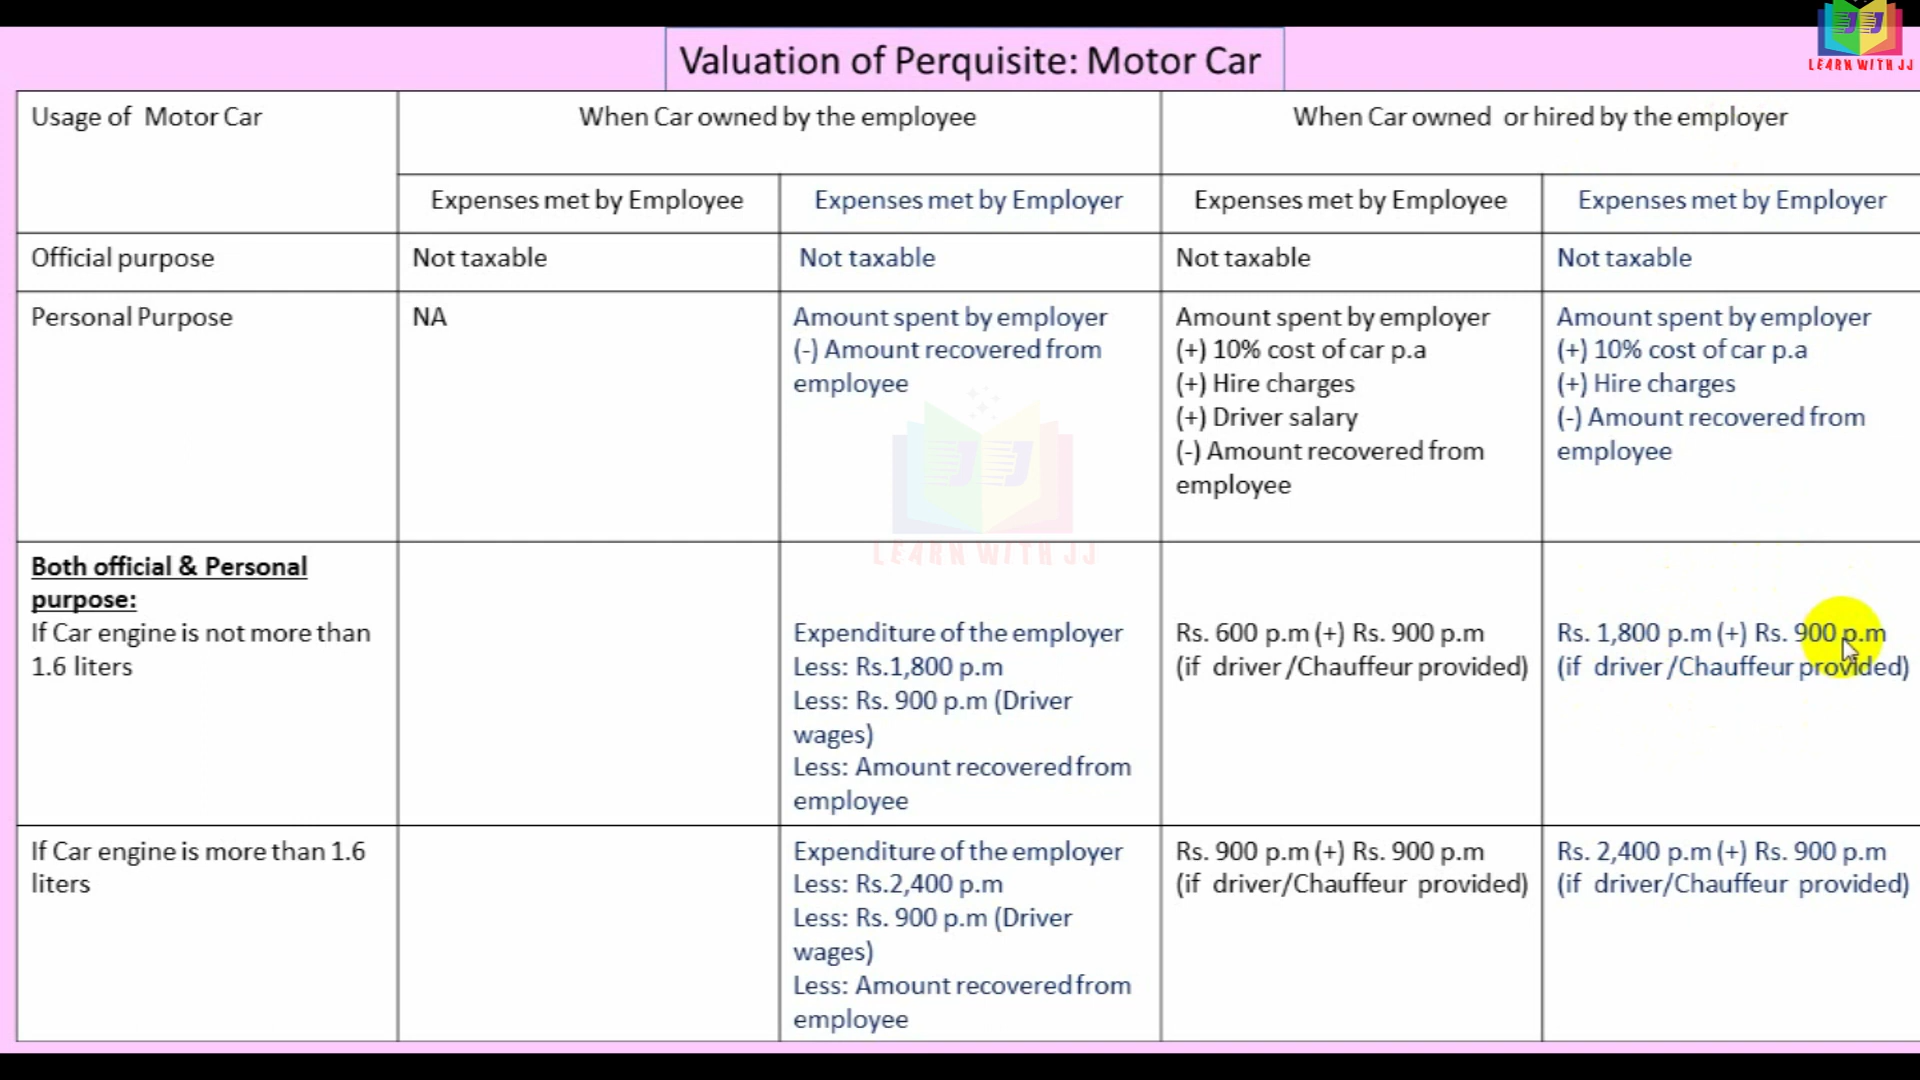 Valuation of Perquisite: Motor Car
LEARN WITH JJ
Usage of Motor Car
When Car owned by the employee
When Car owned or hired by the employer
Expenses met by Employee
Expenses met by Employer
Expenses met by Employee
Expenses met by Employer
Official purpose
Not taxable
Not taxable
Not taxable
Not taxable
Personal Purpose
NA
Amount spent by employer
(-) Amount recovered from
employee
Amount spent by employer
(+) 10% cost of car p.a
(+) Hire charges
(+) Driver salary
(-) Amount recovered from
employee
Amount spent by employer
(+) 10% cost of car p.a
(+) Hire charges
(-) Amount recovered from
employee
LEARN WITH JJ
Both official & Personal
purpose:
If Car engine is not more than
1.6 liters
Expenditure of the employer
Less: Rs.1,800 p.m
Less: Rs. 900 p.m (Driver
wages)
Less: Amount recovered from
employee
Rs. 600 p.m (+) Rs. 900 p.m
(if driver /Chauffeur provided)
Rs. 1,800 p.m (+) Rs. 900 p.m
(if driver /Chauffeur provided)
If Car engine is more than 1.6
liters
Expenditure of the employer
Less: Rs.2,400 p.m
Less: Rs. 900 p.m (Driver
wages)
Less: Amount recovered from
employee
Rs. 900 p.m (+) Rs. 900 p.m
(if driver/Chauffeur provided)
Rs. 2,400 p.m (+) Rs. 900 p.m
(if driver/Chauffeur provided)